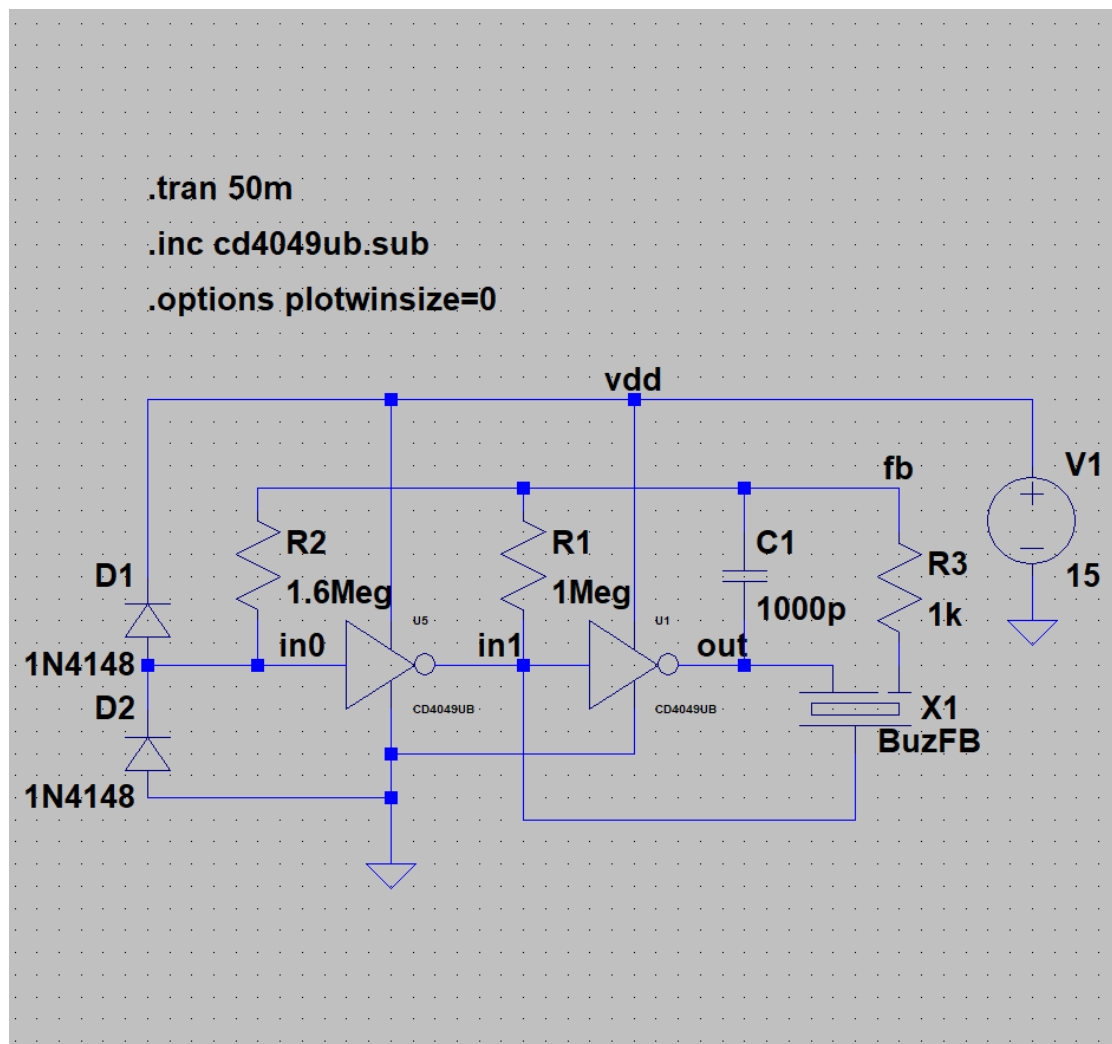 .tran 50m
.inc cd4049ub.sub
.options plotwinsize=0
vdd
fb
V1
15
R2
1.6Meg
R1
1Meg
C1
1000p
R3
1k
D1
1N4148
in0
U5
CD4049UB
in1
U1
CD4049UB
out
D2
1N4148
X1
BuzFB